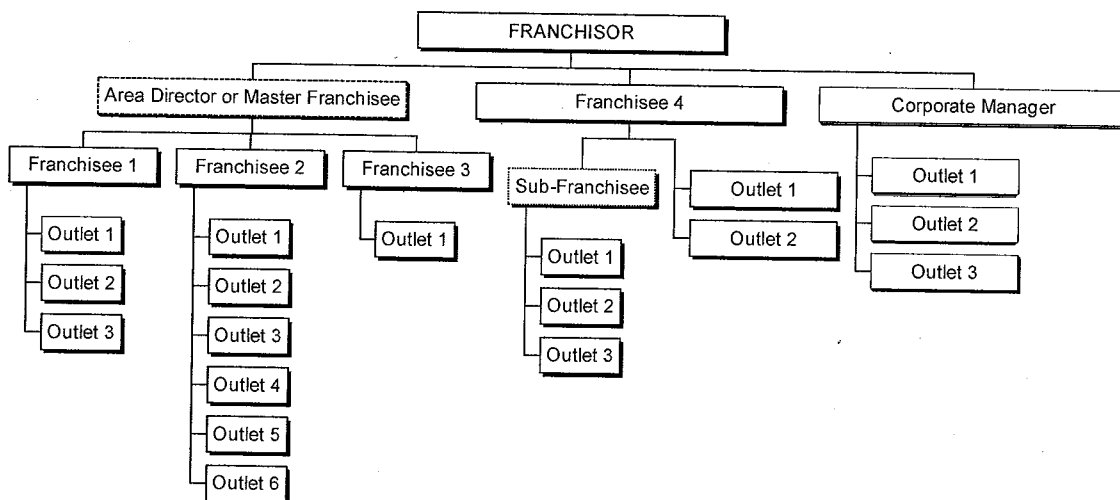 FRANCHISOR
Area Director or Master Franchisee
Franchisee 4
Corporate Manager
Franchisee 1
Franchisee 2
Franchisee 3
Sub-Franchisee
Outlet 1
Outlet 2
Outlet 3
Outlet 1
Outlet 2
Outlet 3
Outlet 4
Outlet 5
Outlet 6
Outlet 1
Outlet 1
Outlet 2
Outlet 3
Outlet 1
Outlet 2
Outlet 1
Outlet 2
Outlet 3